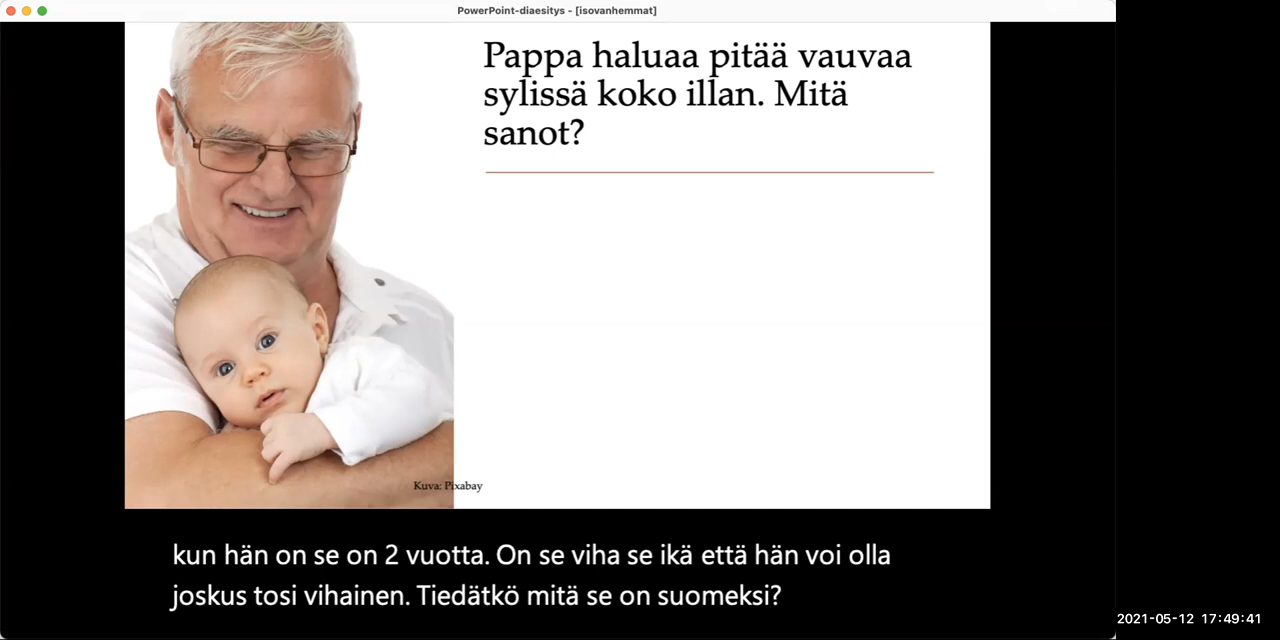 PowerPoint-diaesitys - [isovanhemmat]
Pappa haluaa pitää vauvaa
sylissä koko illan. Mitä
sanot?
Kuva: Pixabay
kun hän on se on 2 vuotta. On se viha se ikä että hän voi olla
joskus tosi vihainen. Tiedätkö mitä se on suomeksi?
2021-05-12 17:49:41